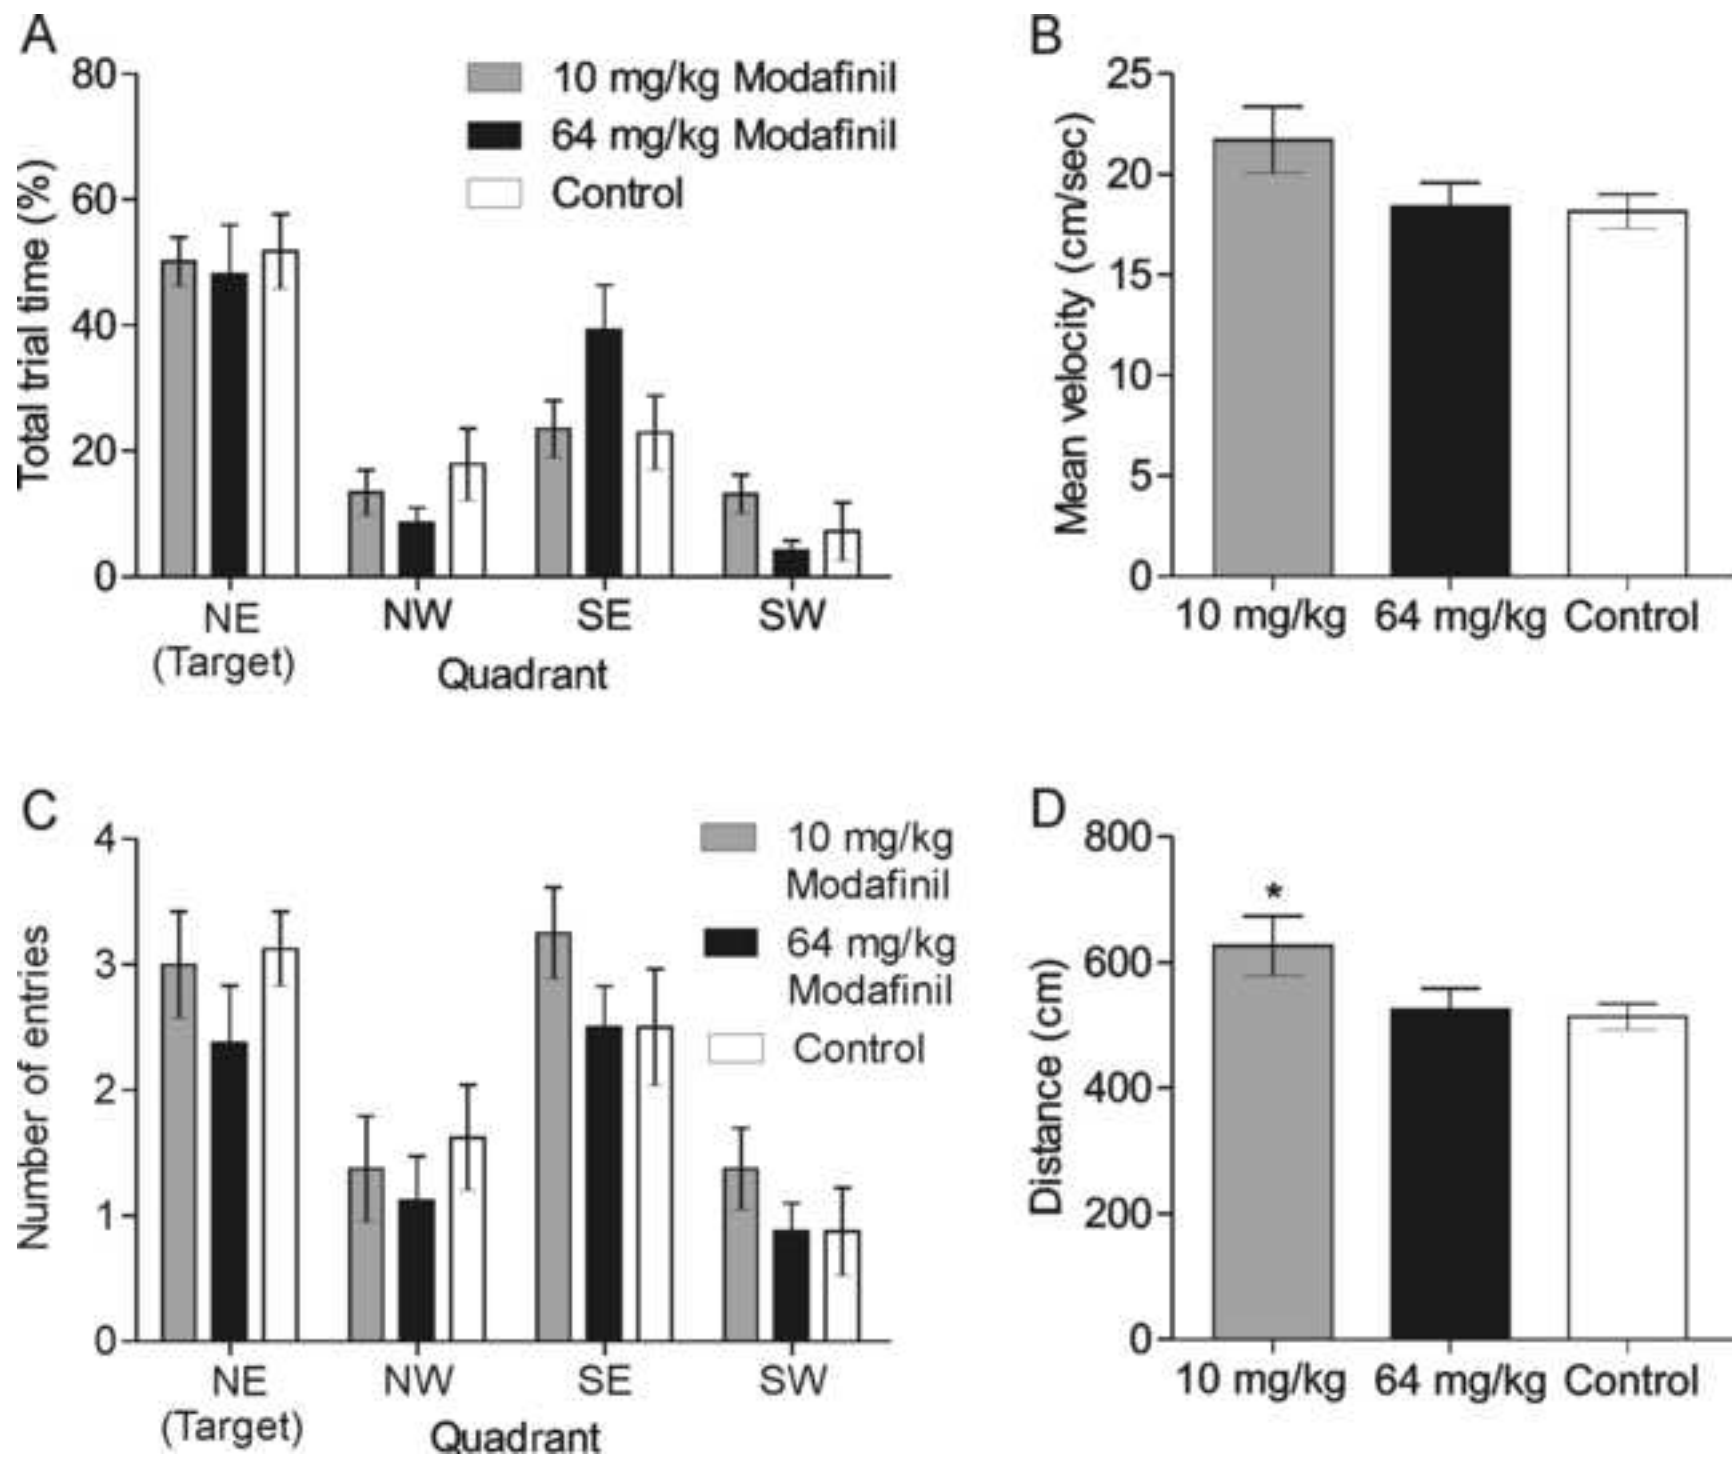 A
80
60
40
20
0
Total trial time (%)
10 mg/kg Modafinil
64 mg/kg Modafinil
Control
NE
(Target)
NW
SE
SW
Quadrant
B
25
20
15
10
5
0
Mean velocity (cm/sec)
10 mg/kg
64 mg/kg
Control
C
4
3
2
1
0
Number of entries
10 mg/kg
Modafinil
64 mg/kg
Modafinil
Control
NE
(Target)
NW
SE
SW
Quadrant
D
800
600
400
200
0
Distance (cm)
*
10 mg/kg
64 mg/kg
Control